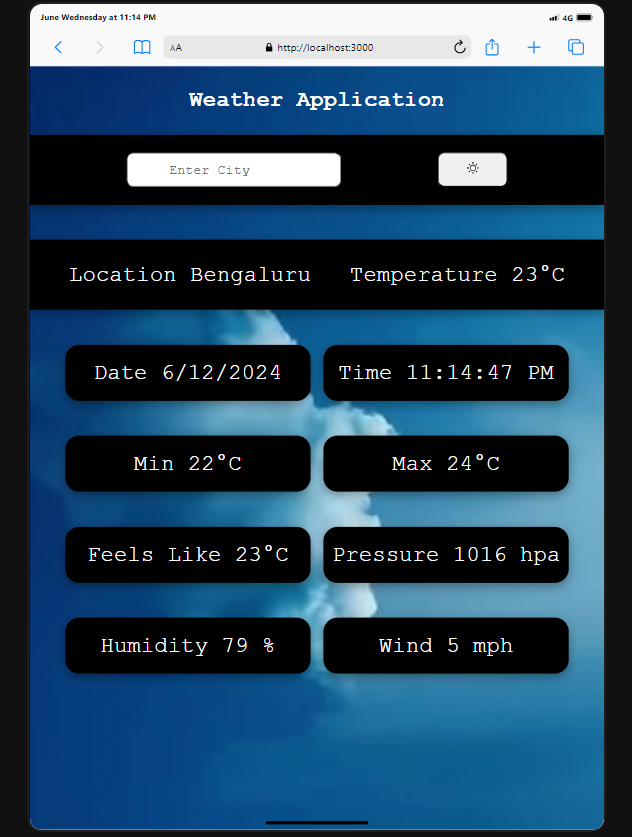 June Wednesday at 11:14 PM 4G
AA http://localhost:3000
Weather Application
Enter City
Location Bengaluru Temperature 23°C
Date 6/12/2024 Time 11:14:47 PM
Min 22°C Max 24°C
Feels Like 23°C Pressure 1016 hpa
Humidity 79 % Wind 5 mph